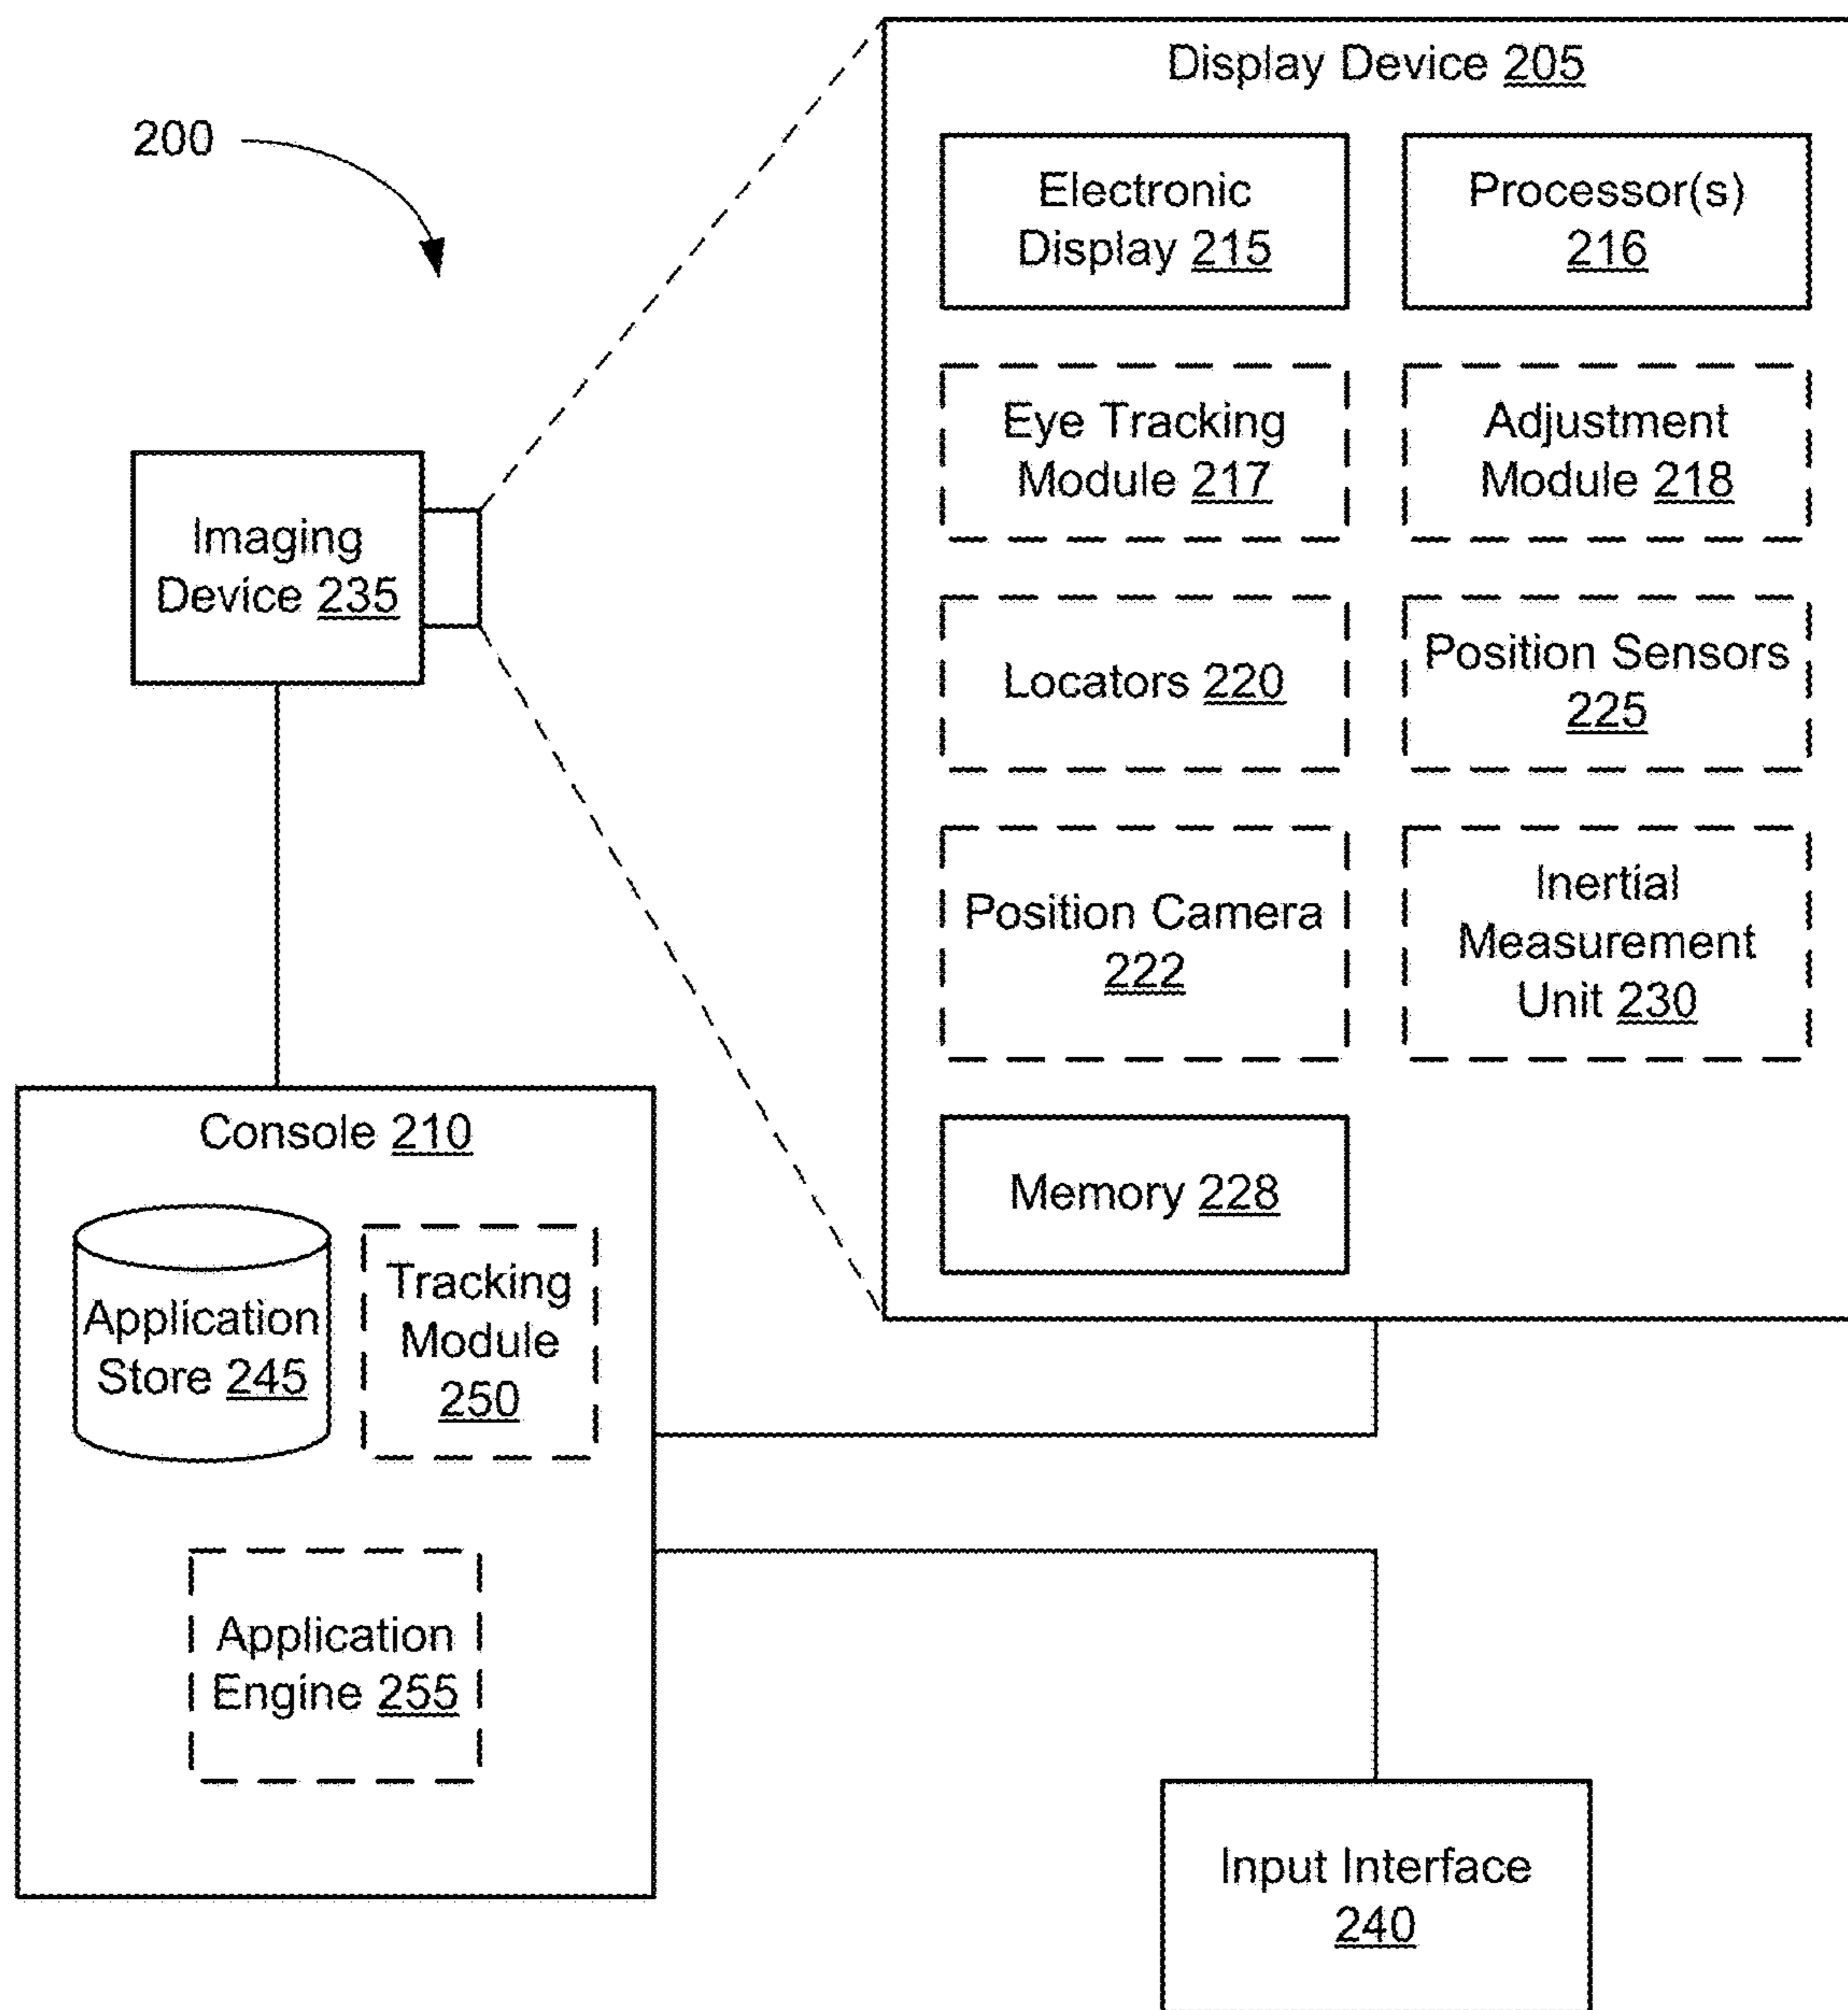 Display Device 205
200
Electronic
Display 215
Processor(s)
216
Eye Tracking
Module 217
Adjustment
Module 218
Imaging
Device 235
Locators 220
Position Sensors
225
Position Camera
222
Inertial
Measurement
Unit 230
Memory 228
Console 210
Application
Store 245
Tracking
Module
250
Application
Engine 255
Input Interface
240